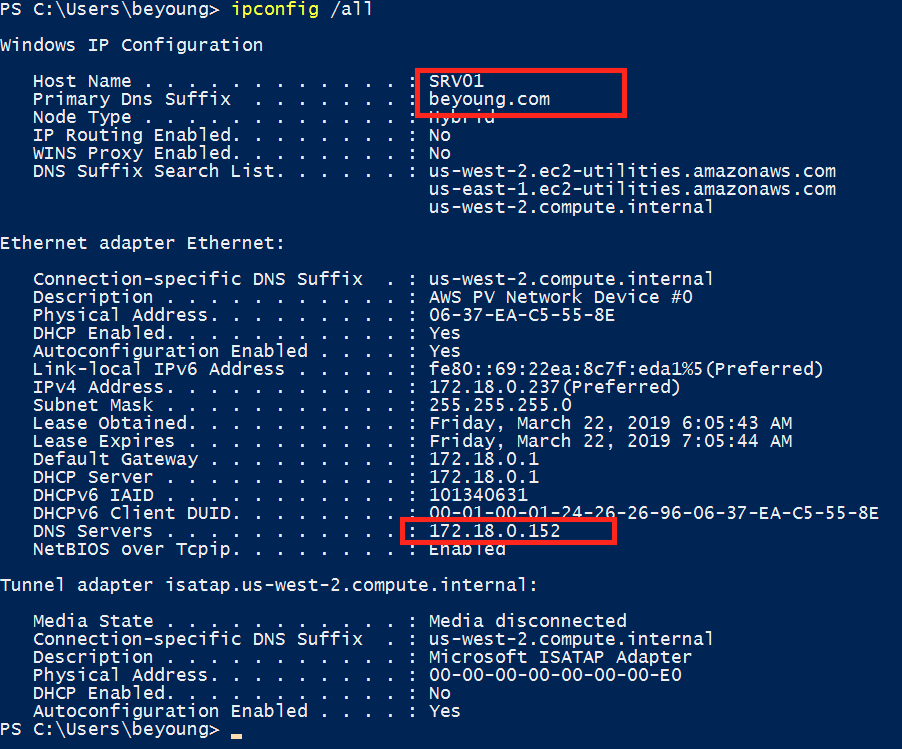 PS C:\Users\beyoung> ipconfig /all
Windows IP Configuration
Host Name . . . . . . . . . . . . : SRV01
Primary Dns Suffix . . . . . . . : beyoung.com
Node Type . . . . . . . . . . . . : Hybrid
IP Routing Enabled. . . . . . . . : No
WINS Proxy Enabled. . . . . . . . : No
DNS Suffix Search List. . . . . . : us-west-2.ec2-utilities.amazonaws.com
us-east-1.ec2-utilities.amazonaws.com
us-west-2.compute.internal
Ethernet adapter Ethernet:
Connection-specific DNS Suffix . : us-west-2.compute.internal
Description . . . . . . . . . . . : AWS PV Network Device #0
Physical Address. . . . . . . . . : 06-37-EA-C5-55-8E
DHCP Enabled. . . . . . . . . . . : Yes
Autoconfiguration Enabled . . . . : Yes
Link-local IPv6 Address . . . . . : fe80::69:22ea:8c7f:eda1%5(Preferred)
IPv4 Address. . . . . . . . . . . : 172.18.0.237(Preferred)
Subnet Mask . . . . . . . . . . . : 255.255.255.0
Lease Obtained. . . . . . . . . . : Friday, March 22, 2019 6:05:43 AM
Lease Expires . . . . . . . . . . : Friday, March 22, 2019 7:05:44 AM
Default Gateway . . . . . . . . . : 172.18.0.1
DHCP Server . . . . . . . . . . . : 172.18.0.1
DHCPv6 IAID . . . . . . . . . . . : 101340631
DHCPv6 Client DUID. . . . . . . . : 00-01-00-01-24-26-26-96-06-37-EA-C5-55-8E
DNS Servers . . . . . . . . . . . : 172.18.0.152
NetBIOS over Tcpip. . . . . . . . : Enabled
Tunnel adapter isatap.us-west-2.compute.internal:
Media State . . . . . . . . . . . : Media disconnected
Connection-specific DNS Suffix . : us-west-2.compute.internal
Description . . . . . . . . . . . : Microsoft ISATAP Adapter
Physical Address. . . . . . . . . : 00-00-00-00-00-00-00-E0
DHCP Enabled. . . . . . . . . . . : No
Autoconfiguration Enabled . . . . : Yes
PS C:\Users\beyoung> _